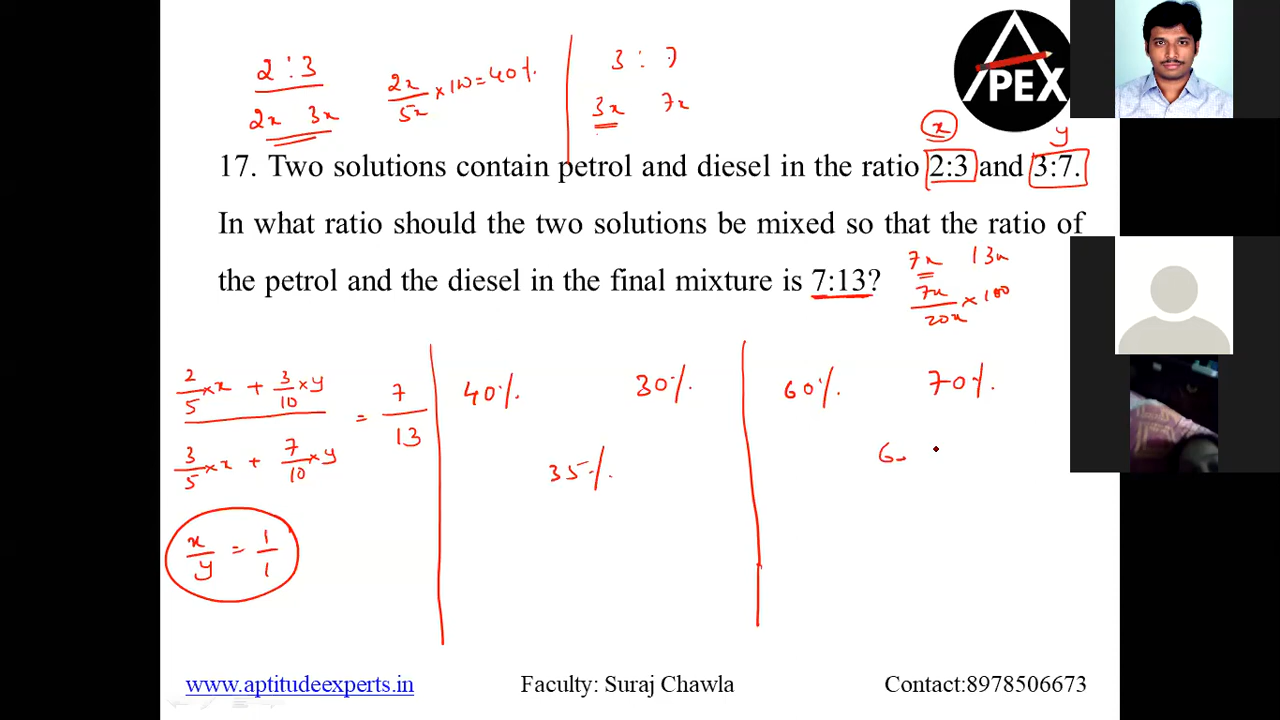 2 : 3
2x 3x
2x/5x × 100 = 40%
3 : 7
3x 7x
APEX
x
y
17. Two solutions contain petrol and diesel in the ratio 2:3 and 3:7.
In what ratio should the two solutions be mixed so that the ratio of
the petrol and the diesel in the final mixture is 7:13?
7x 13x
7x/20x × 100
2/5 × x + 3/10 × y
3/5 × x + 7/10 × y
= 7/13
x/y = 1/1
40% 30%
35%
60% 70%
6
www.aptitudeexperts.in Faculty: Suraj Chawla Contact:8978506673